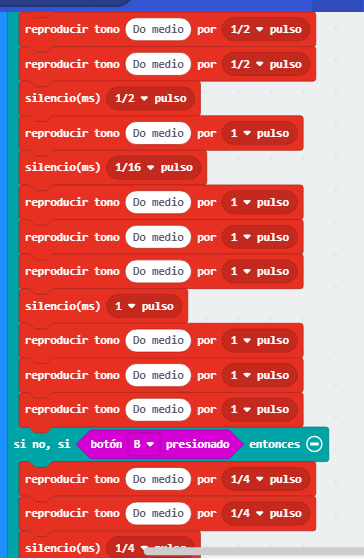 reproducir tono Do medio por 1/2 pulso
reproducir tono Do medio por 1/2 pulso
silencio(ms) 1/2 pulso
reproducir tono Do medio por 1 pulso
silencio(ms) 1/16 pulso
reproducir tono Do medio por 1 pulso
reproducir tono Do medio por 1 pulso
reproducir tono Do medio por 1 pulso
silencio(ms) 1 pulso
reproducir tono Do medio por 1 pulso
reproducir tono Do medio por 1 pulso
reproducir tono Do medio por 1 pulso
si no, si botón B presionado entonces
reproducir tono Do medio por 1/4 pulso
reproducir tono Do medio por 1/4 pulso
silencio(ms) 1/4 pulso